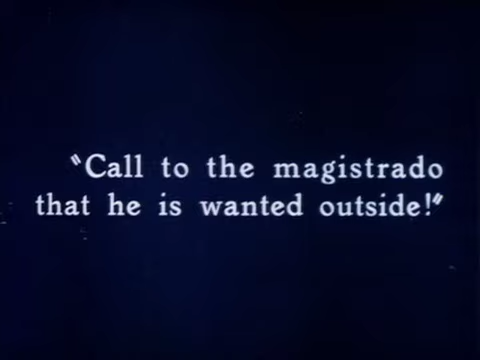 "Call to the magistrado
that he is wanted outside!"